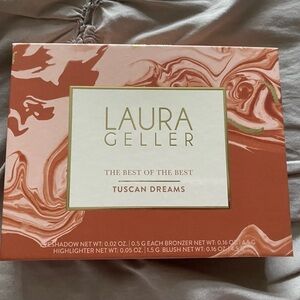 LAURA
GELLER
THE BEST OF THE BEST
TUSCAN DREAMS
EYESHADOW NET WT. 0.02 OZ. | 0.5 G EACH BRONZER NET WT. 0.16 OZ. | 4.5 G
HIGHLIGHTER NET WT. 0.05 OZ. | 1.5 G BLUSH NET WT. 0.16 OZ. | 4.5 G